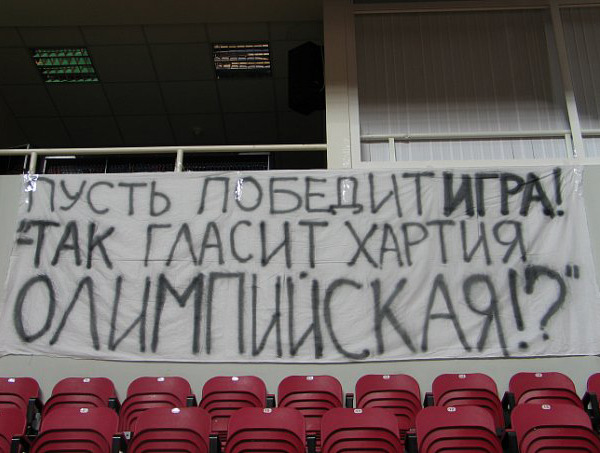 ПУСТЬ ПОБЕДИТ ИГРА!
"ТАК ГЛАСИТ ХАРТИЯ
ОЛИМПИЙСКАЯ!?"